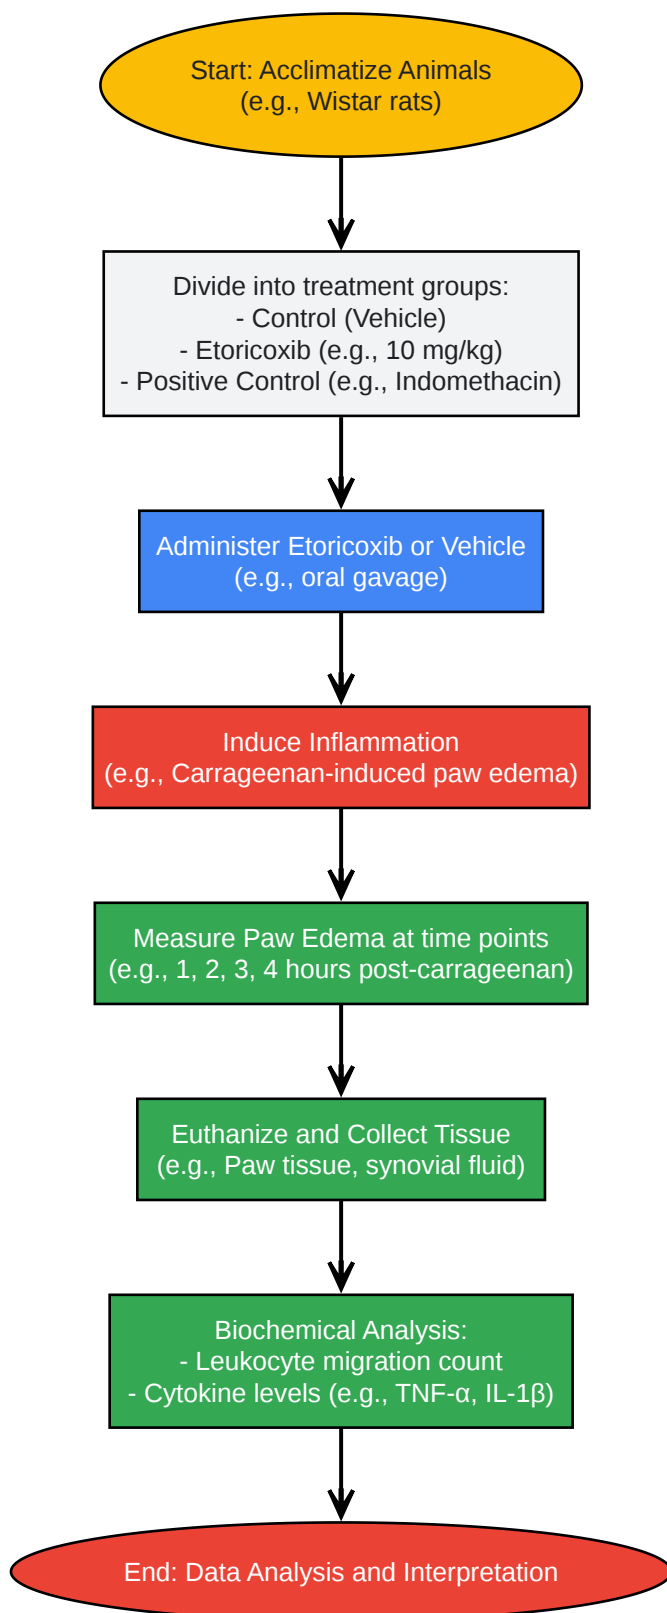 Start: Acclimatize Animals
(e.g., Wistar rats)
Divide into treatment groups:
- Control (Vehicle)
- Etoricoxib (e.g., 10 mg/kg)
- Positive Control (e.g., Indomethacin)
Administer Etoricoxib or Vehicle
(e.g., oral gavage)
Induce Inflammation
(e.g., Carrageenan-induced paw edema)
Measure Paw Edema at time points
(e.g., 1, 2, 3, 4 hours post-carrageenan)
Euthanize and Collect Tissue
(e.g., Paw tissue, synovial fluid)
Biochemical Analysis:
- Leukocyte migration count
- Cytokine levels (e.g., TNF-α, IL-1β)
End: Data Analysis and Interpretation